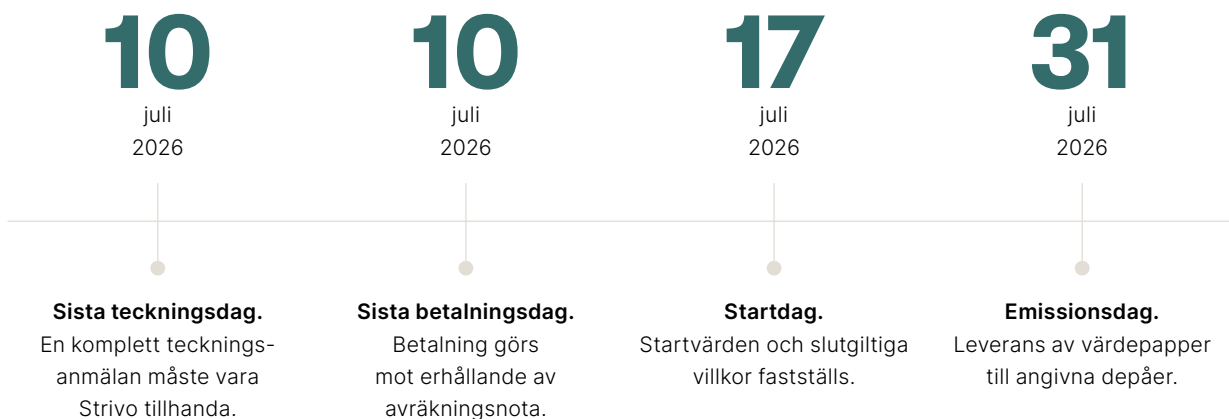 10
juli
2026
Sista teckningsdag.
En komplett tecknings-
anmälan måste vara
Strivo tillhanda.
10
juli
2026
Sista betalningsdag.
Betalning görs
mot erhållande av
avräkningsnota.
17
juli
2026
Startdag.
Startvärden och slutgiltiga
villkor fastställs.
31
juli
2026
Emissionsdag.
Leverans av värdepapper
till angivna depåer.